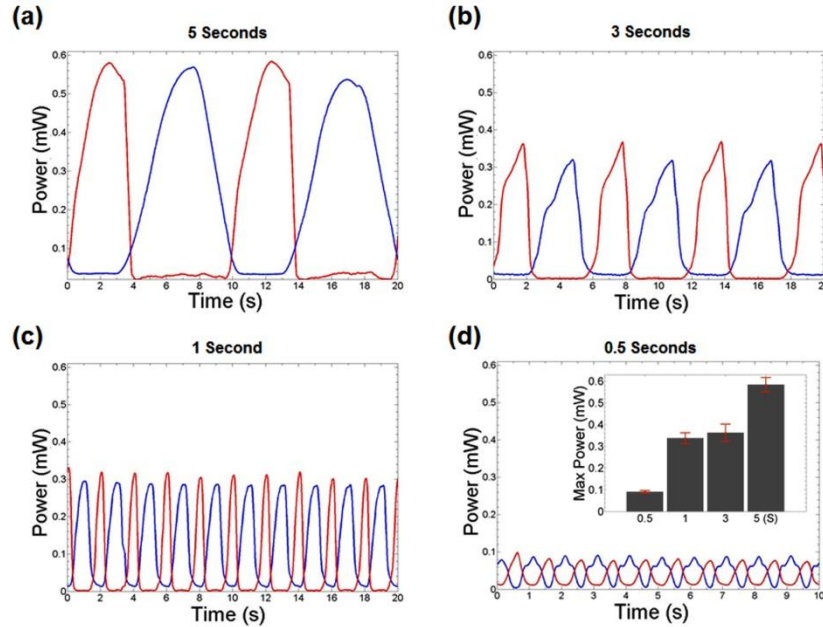 (a)
5 Seconds
0.6
0.5
0.4
0.3
0.2
0.1
Power (mW)
0 2 4 6 8 10 12 14 16 18 20
Time (s)
(b)
3 Seconds
0.6
0.5
0.4
0.3
0.2
0.1
0
Power (mW)
0 2 4 6 8 10 12 14 16 18 20
Time (s)
(c)
1 Second
0.6
0.5
0.4
0.3
0.2
0.1
0
Power (mW)
0 2 4 6 8 10 12 14 16 18 20
Time (s)
(d)
0.5 Seconds
0.6
0.5
0.4
0.3
0.2
0.1
0
Power (mW)
0 1 2 3 4 5 6 7 8 9 10
Time (s)
0.6
0.5
0.4
0.3
0.2
0.1
0
Max Power (mW)
0.5 1 3 5 (S)